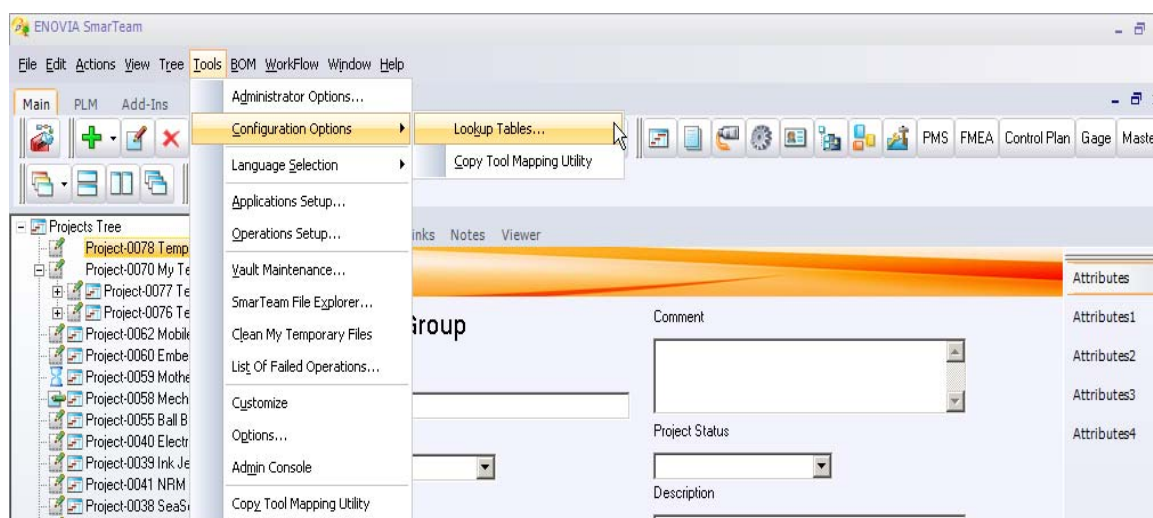 ENOVIA SmarTeam
File Edit Actions View Tree Tools BOM WorkFlow Window Help
Main PLM Add-Ins
PMS FMEA Control Plan Gage Maste
Administrator Options...
Configuration Options
Language Selection
Applications Setup...
Operations Setup...
Vault Maintenance...
SmarTeam File Explorer...
Clean My Temporary Files
List Of Failed Operations...
Customize
Options...
Admin Console
Copy Tool Mapping Utility
Lookup Tables...
Copy Tool Mapping Utility
Projects Tree
Project-0078 Temp
Project-0070 My Te
Project-0077 Te
Project-0076 Te
Project-0062 Mobile
Project-0060 Embe
Project-0059 Mothe
Project-0058 Mech
Project-0055 Ball B
Project-0040 Electr
Project-0039 Ink Je
Project-0041 NRM
Project-0038 SeaS
inks Notes Viewer
Group
Comment
Project Status
Description
Attributes
Attributes1
Attributes2
Attributes3
Attributes4